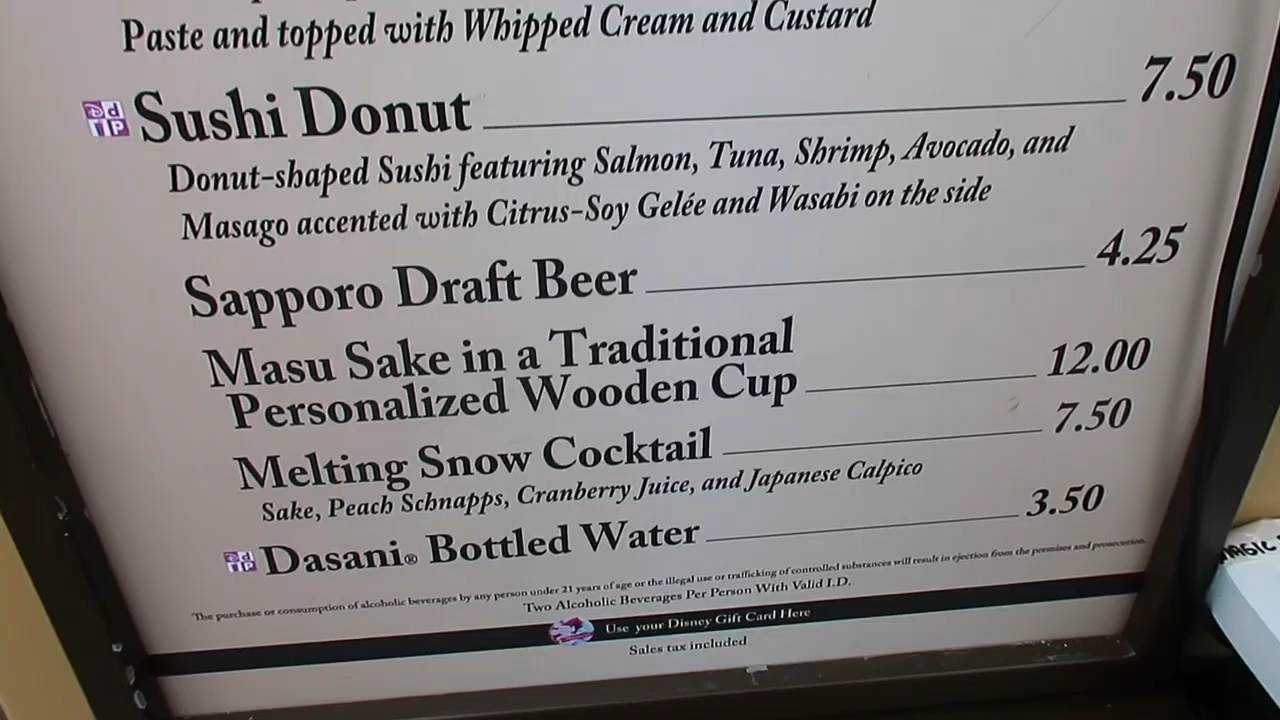 Paste and topped with Whipped Cream and Custard
Sushi Donut 7.50
Donut-shaped Sushi featuring Salmon, Tuna, Shrimp, Avocado, and
Masago accented with Citrus-Soy Gelée and Wasabi on the side
Sapporo Draft Beer 4.25
Masu Sake in a Traditional
Personalized Wooden Cup 12.00
Melting Snow Cocktail 7.50
Sake, Peach Schnapps, Cranberry Juice, and Japanese Calpico
Dasani® Bottled Water 3.50
The purchase or consumption of alcoholic beverages by any person under 21 years of age or the illegal use or trafficking of controlled substances will result in ejection from the premises and prosecution.
Two Alcoholic Beverages Per Person With Valid I.D.
Use your Disney Gift Card Here
Sales tax included